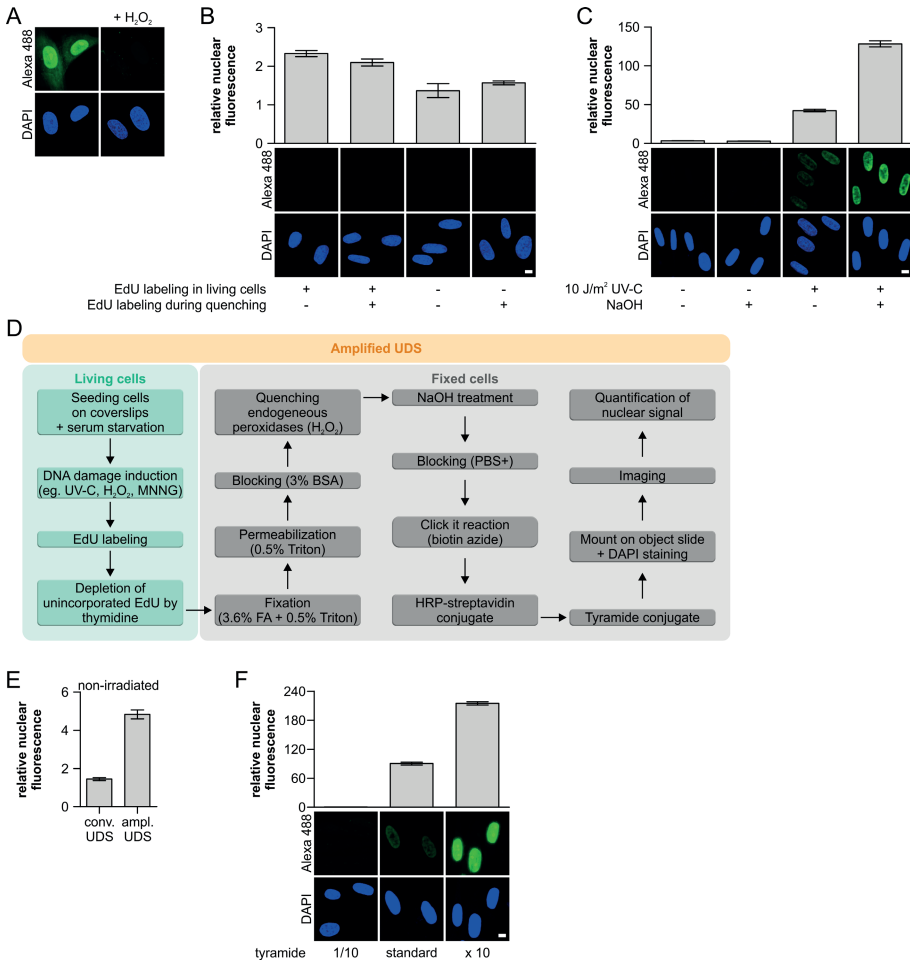 A
+ H₂O₂
Alexa 488
DAPI
B
relative nuclear
fluorescence
3
2
1
0
Alexa 488
DAPI
EdU labeling in living cells + + - -
EdU labeling during quenching - + - +
C
relative nuclear
fluorescence
150
100
50
0
Alexa 488
DAPI
10 J/m² UV-C - - + +
NaOH - + - +
D
Amplified UDS
Living cells
Seeding cells
on coverslips
+ serum starvation
DNA damage induction
(eg. UV-C, H₂O₂, MNNG)
EdU labeling
Depletion of
unincorporated EdU by
thymidine
Fixed cells
Fixation
(3.6% FA + 0.5% Triton)
Permeabilization
(0.5% Triton)
Blocking (3% BSA)
Quenching
endogeneous
peroxidases (H₂O₂)
NaOH treatment
Blocking (PBS+)
Click it reaction
(biotin azide)
HRP-streptavidin
conjugate
Tyramide conjugate
Mount on object slide
+ DAPI staining
Imaging
Quantification of
nuclear signal
E
non-irradiated
relative nuclear
fluorescence
6
4
2
0
conv. ampl.
UDS UDS
F
relative nuclear
fluorescence
240
180
120
60
0
Alexa 488
DAPI
tyramide 1/10 standard x 10